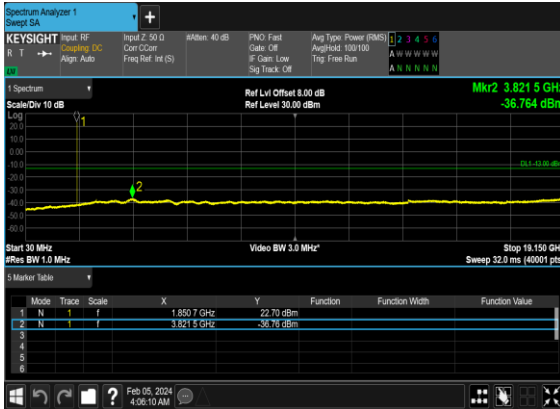 Spectrum Analyzer 1
Swept SA
+
KEYSIGHT Input: RF Input Z: 50 Ω #Atten: 40 dB PNO: Fast Avg Type: Power (RMS) 1 2 3 4 5 6
R T Coupling: DC Corr CCorr Gate: Off Avg|Hold: 100/100 A W W W W W
Align: Auto Freq Ref: Int (S) IF Gain: Low Trig: Free Run
Sig Track: Off A N N N N N
1 Spectrum
Ref Lvl Offset 8.00 dB Mkr2 3.821 5 GHz
Scale/Div 10 dB Ref Level 30.00 dBm -36.764 dBm
Log
20.0
10.0
0.00
-10.0
DL1 -13.00 dBm
-20.0
-30.0
-40.0
-50.0
-60.0
1
2
Start 30 MHz Video BW 3.0 MHz* Stop 19.150 GHz
#Res BW 1.0 MHz Sweep 32.0 ms (40001 pts)
5 Marker Table
Mode Trace Scale X Y Function Function Width Function Value
1 N 1 f 1.850 7 GHz 22.70 dBm
2 N 1 f 3.821 5 GHz -36.76 dBm
3
4
5
6
? Feb 05, 2024
4:06:10 AM